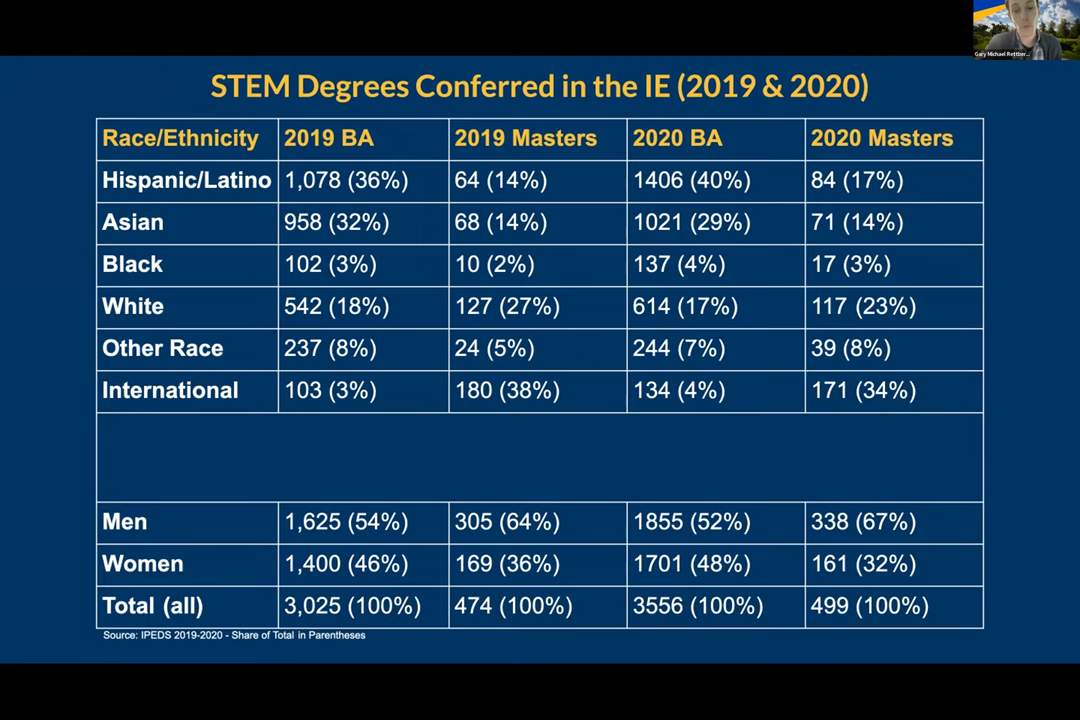 Gary Michael Rettber...
STEM Degrees Conferred in the IE (2019 & 2020)
Race/Ethnicity 2019 BA 2019 Masters 2020 BA 2020 Masters
Hispanic/Latino 1,078 (36%) 64 (14%) 1406 (40%) 84 (17%)
Asian 958 (32%) 68 (14%) 1021 (29%) 71 (14%)
Black 102 (3%) 10 (2%) 137 (4%) 17 (3%)
White 542 (18%) 127 (27%) 614 (17%) 117 (23%)
Other Race 237 (8%) 24 (5%) 244 (7%) 39 (8%)
International 103 (3%) 180 (38%) 134 (4%) 171 (34%)
Men 1,625 (54%) 305 (64%) 1855 (52%) 338 (67%)
Women 1,400 (46%) 169 (36%) 1701 (48%) 161 (32%)
Total (all) 3,025 (100%) 474 (100%) 3556 (100%) 499 (100%)
Source: IPEDS 2019-2020 - Share of Total in Parentheses